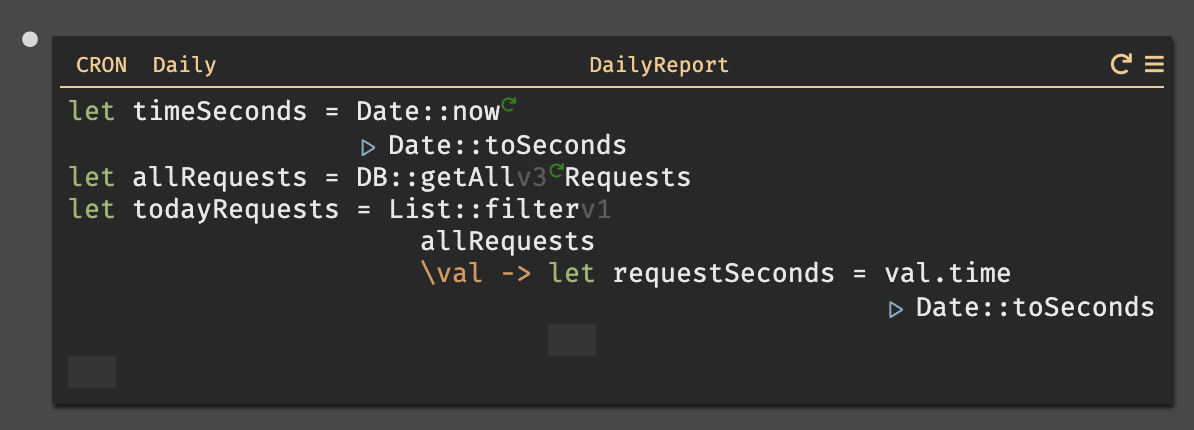 CRON Daily DailyReport
let timeSeconds = Date::now
▷ Date::toSeconds
let allRequests = DB::getAllv3 Requests
let todayRequests = List::filterv1
allRequests
\val -> let requestSeconds = val.time
▷ Date::toSeconds